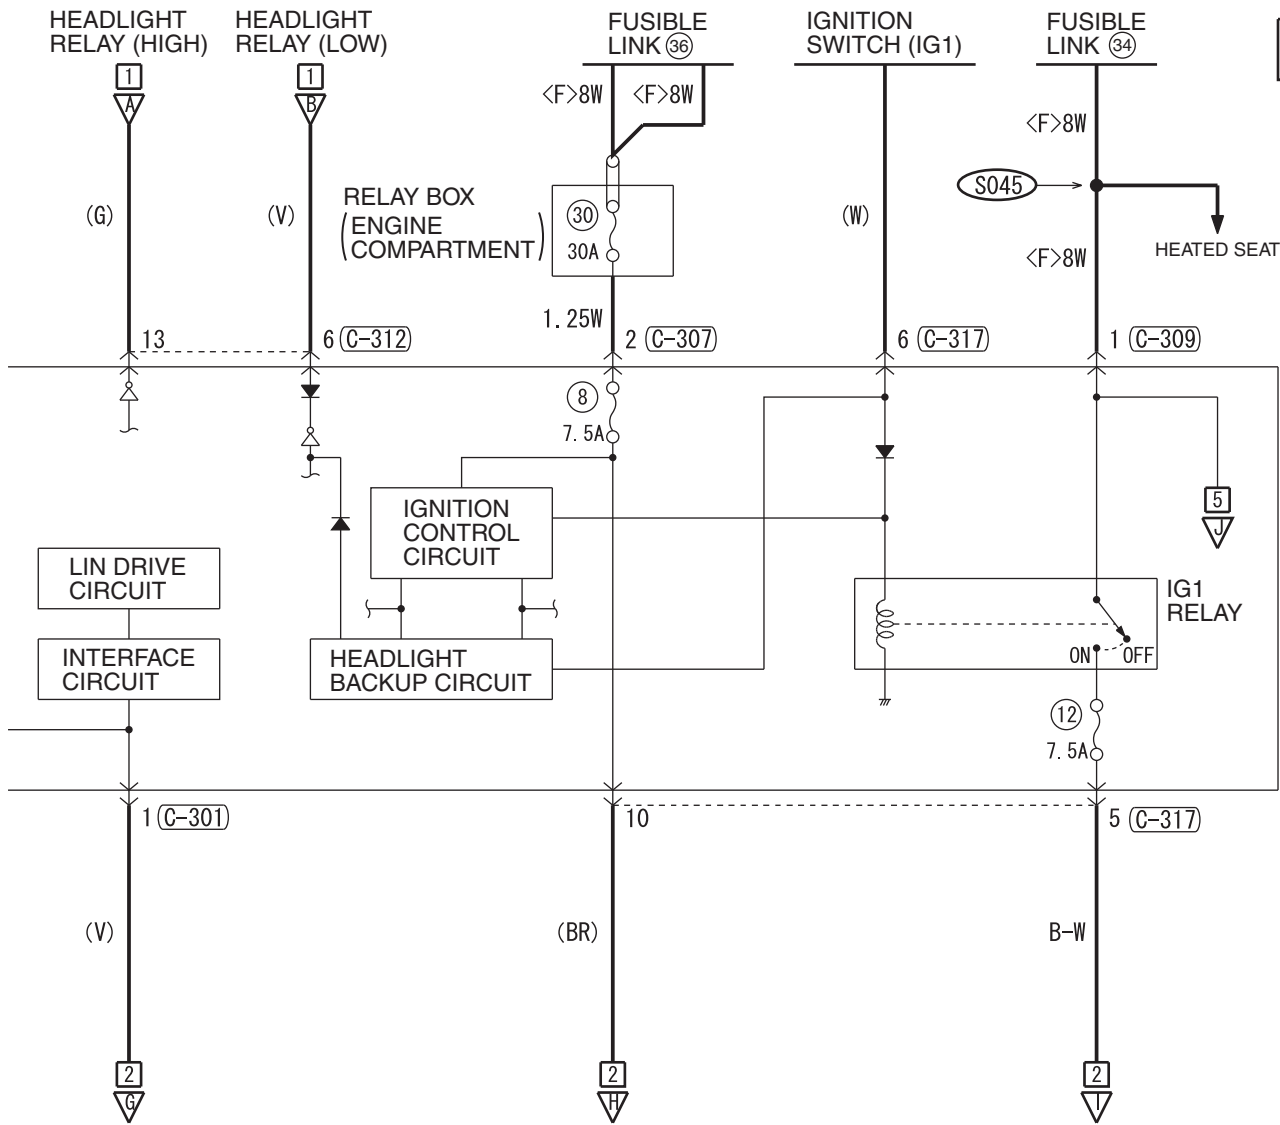 HEADLIGHT
RELAY (HIGH)
HEADLIGHT
RELAY (LOW)
FUSIBLE
LINK 36
IGNITION
SWITCH (IG1)
FUSIBLE
LINK 34
1
A
1
B
<F>8W
<F>8W
<F>8W
S045
(G)
(V)
RELAY BOX
(ENGINE
COMPARTMENT)
30
30A
(W)
<F>8W
HEATED SEAT
1.25W
13
6 C-312
2 C-307
6 C-317
1 C-309
8
7.5A
IGNITION
CONTROL
CIRCUIT
5
J
LIN DRIVE
CIRCUIT
IG1
RELAY
INTERFACE
CIRCUIT
HEADLIGHT
BACKUP CIRCUIT
ON OFF
12
7.5A
1 C-301
10
5 C-317
(V)
(BR)
B-W
2
G
2
H
2
I